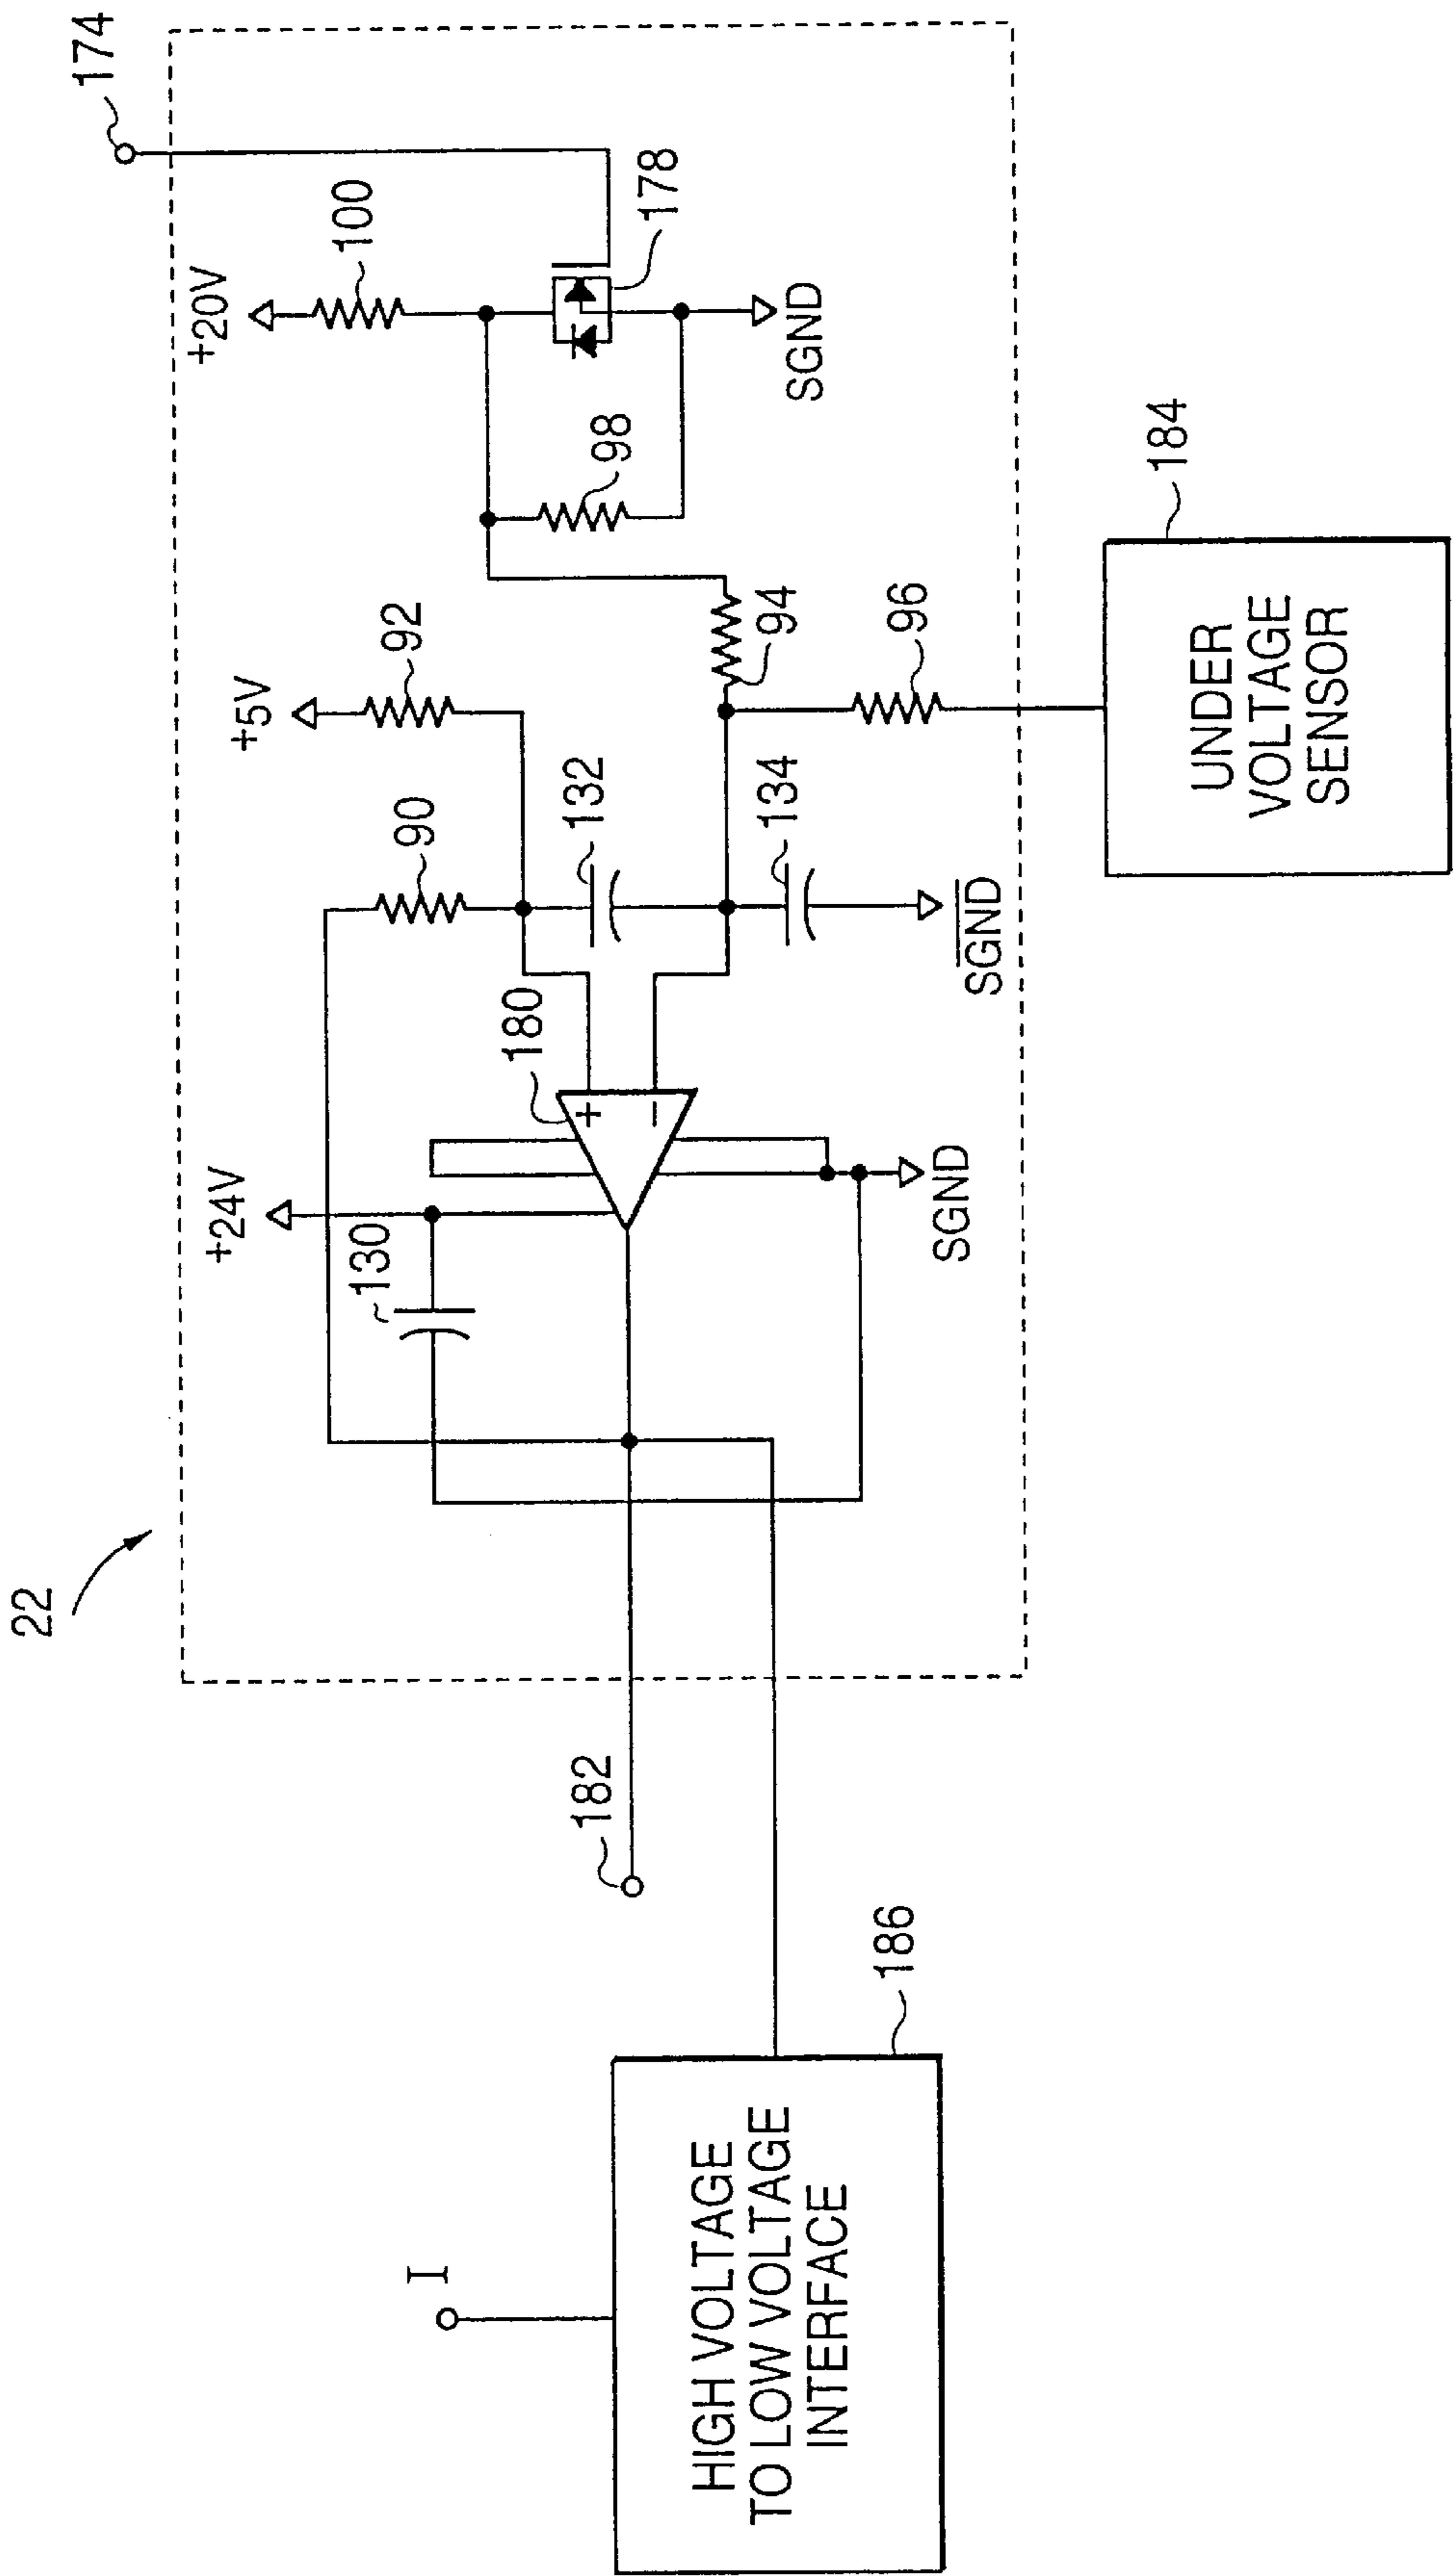 22
174
+20V
100
178
SGND
98
+5V
92
94
96
90
132
134
SGND
180
+24V
130
SGND
182
184
UNDER
VOLTAGE
SENSOR
186
I
HIGH VOLTAGE
TO LOW VOLTAGE
INTERFACE
+
−